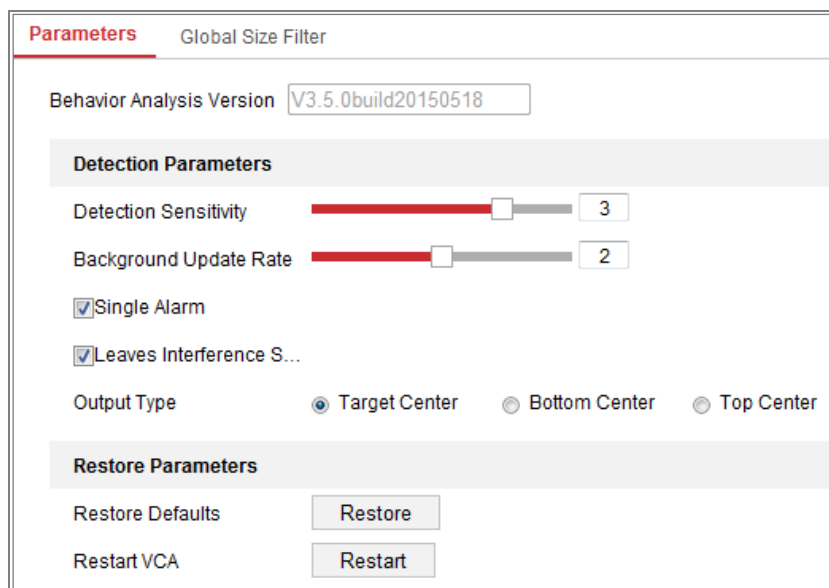 Parameters Global Size Filter
Behavior Analysis Version V3.5.0build20150518
Detection Parameters
Detection Sensitivity 3
Background Update Rate 2
Single Alarm
Leaves Interference S...
Output Type Target Center Bottom Center Top Center
Restore Parameters
Restore Defaults Restore
Restart VCA Restart